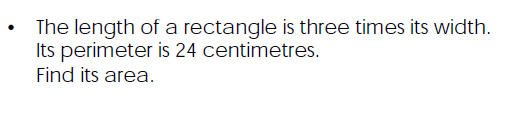 • The length of a rectangle is three times its width.
Its perimeter is 24 centimetres.
Find its area.